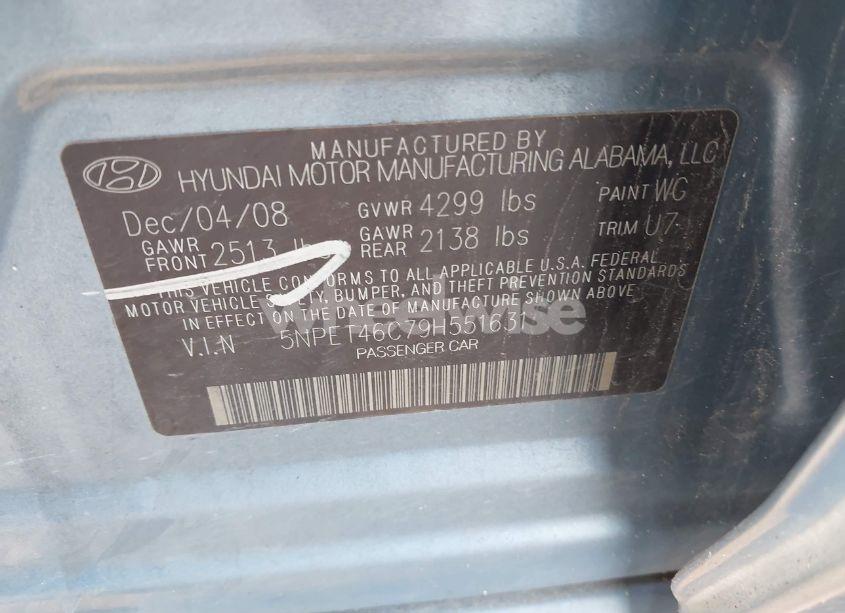 MANUFACTURED BY
HYUNDAI MOTOR MANUFACTURING ALABAMA, LLC
Dec/04/08 GVWR 4299 lbs PAINT WC
GAWR FRONT 2513 GAWR REAR 2138 lbs TRIM U7
THIS VEHICLE CONFORMS TO ALL APPLICABLE U.S.A. FEDERAL
MOTOR VEHICLE SAFETY, BUMPER, AND THEFT PREVENTION STANDARDS
IN EFFECT ON THE DATE OF MANUFACTURE SHOWN ABOVE
V.I.N 5NPET46C79H551631
PASSENGER CAR